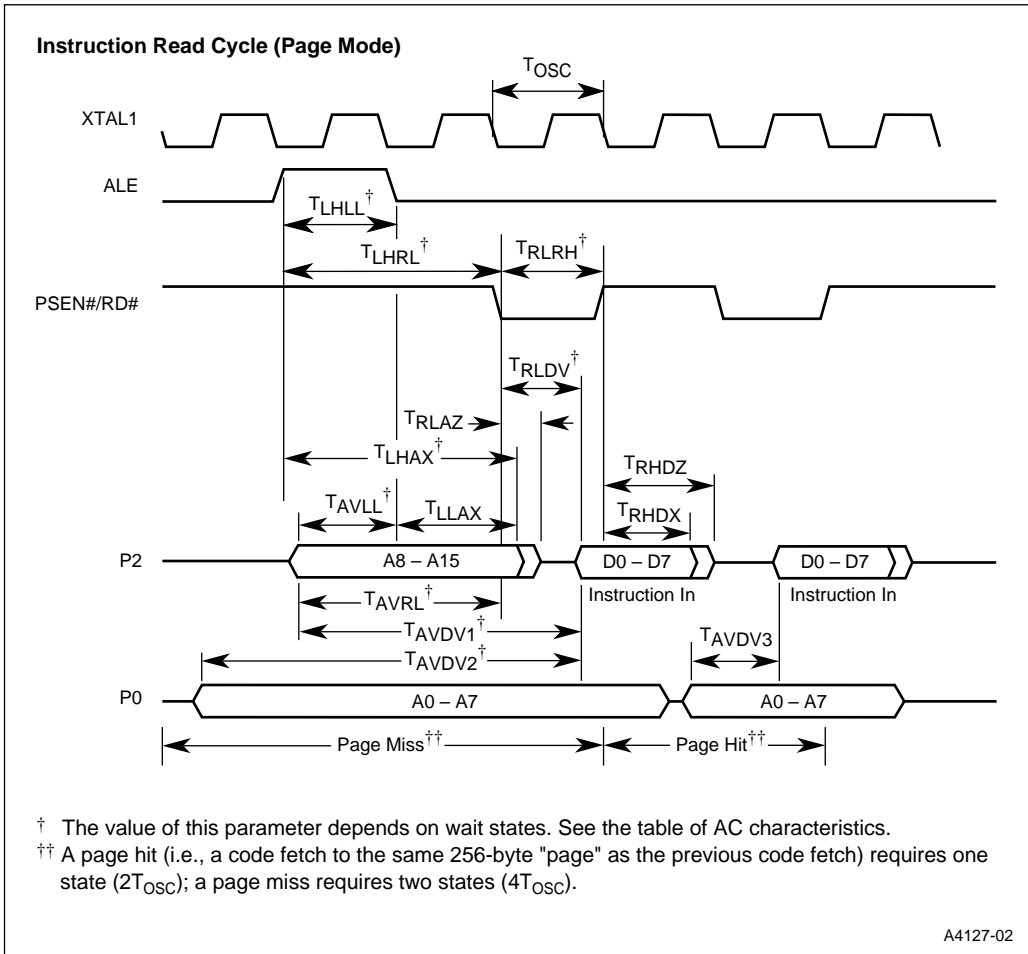 Instruction Read Cycle (Page Mode)
TOSC
XTAL1
ALE
TLHLL†
TLHRL†
TRLRH†
PSEN#/RD#
TRLDV†
TRLAZ
TLHAX†
TRHDZ
TAVLL†
TLLAX
TRHDX
P2
A8 – A15
D0 – D7
D0 – D7
Instruction In
Instruction In
TAVRL†
TAVDV1†
TAVDV3
TAVDV2†
P0
A0 – A7
A0 – A7
Page Miss††
Page Hit††
† The value of this parameter depends on wait states. See the table of AC characteristics.
†† A page hit (i.e., a code fetch to the same 256-byte "page" as the previous code fetch) requires one
state (2TOSC); a page miss requires two states (4TOSC).
A4127-02